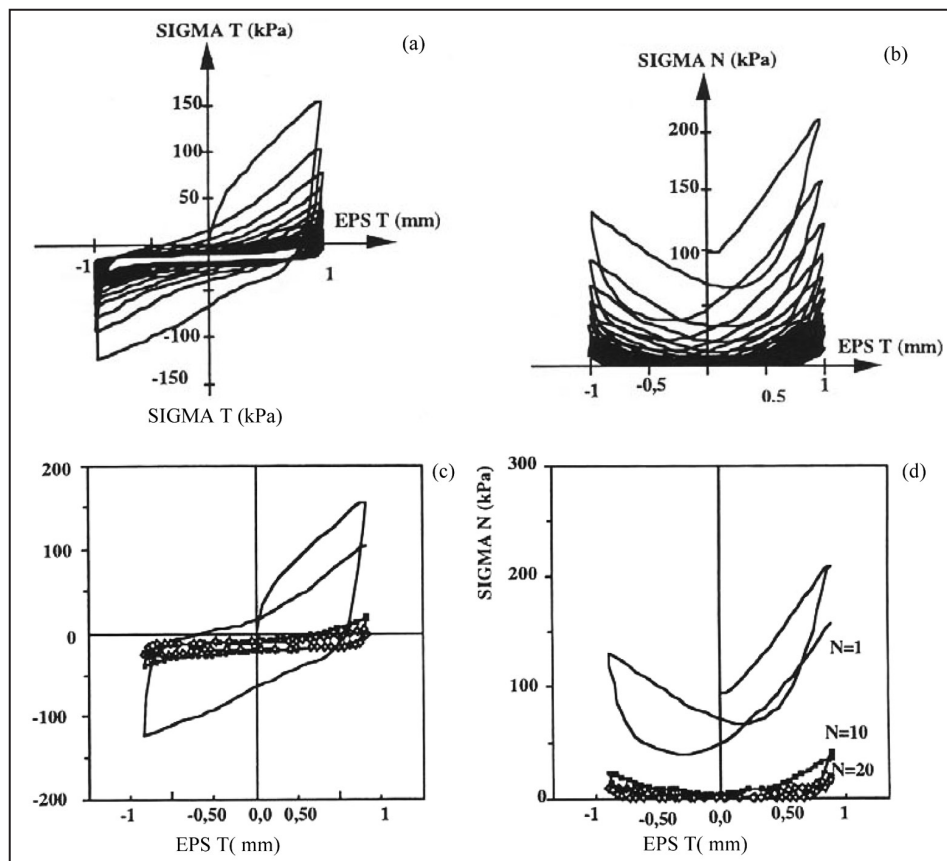 SIGMA T (kPa)
(a)
150
100
50
EPS T (mm)
-1
1
-100
-150
SIGMA T (kPa)
(b)
SIGMA N (kPa)
200
150
100
50
EPS T (mm)
-1
-0,5
0.5
1
(c)
200
100
0
-100
-200
-1
-0,50
0,0
0,50
1
EPS T( mm)
(d)
SIGMA N (kPa)
300
200
100
0
N=1
N=10
N=20
-1
-0,50
0,0
0,50
1
EPS T( mm)